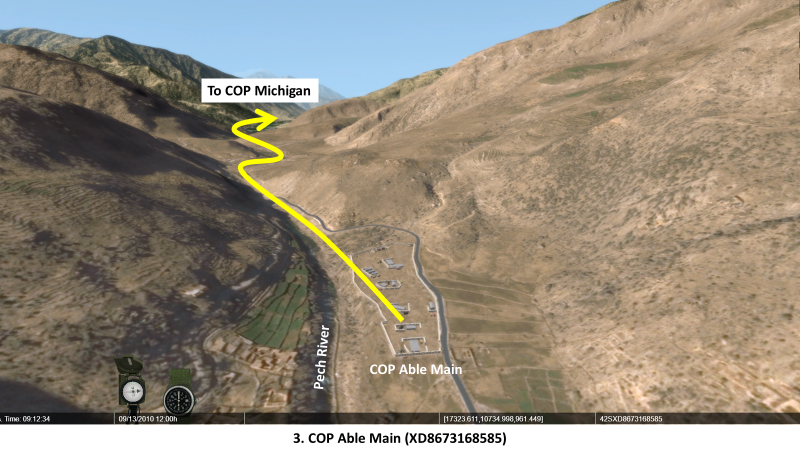 To COP Michigan
Pech River
COP Able Main
Time: 09:12:34
09/13/2010 12:00h
[17323.611,10734.998,961.449]
42SXD8673168585
3. COP Able Main (XD8673168585)